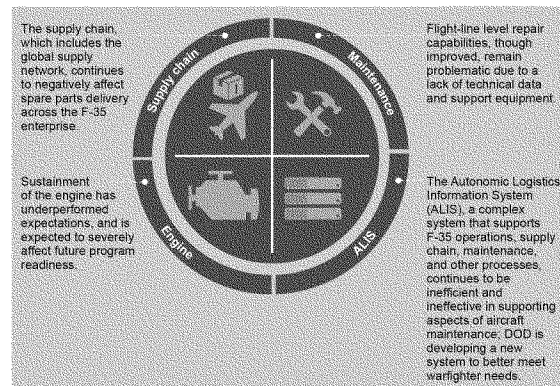 The supply chain,
which includes the
global supply
network, continues
to negatively affect
spare parts delivery
across the F-35
enterprise.
Supply chain
Maintenance
Flight-line level repair
capabilities, though
improved, remain
problematic due to a
lack of technical data
and support equipment.
Sustainment
of the engine has
underperformed
expectations, and is
expected to severely
affect future program
readiness.
Engine
ALIS
The Autonomic Logistics
Information System
(ALIS), a complex
system that supports
F-35 operations, supply
chain, maintenance,
and other processes,
continues to be
inefficient and
ineffective in supporting
aspects of aircraft
maintenance; DOD is
developing a new
system to better meet
warfighter needs.